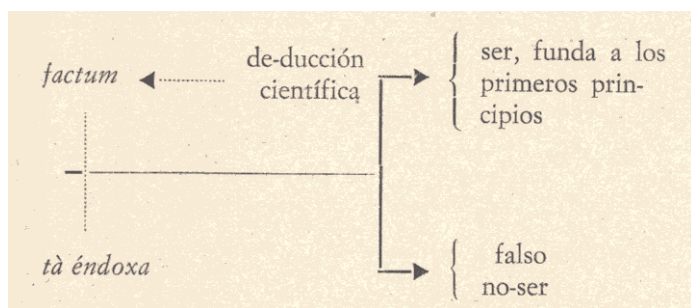 factum
de-ducción
científica
ser, funda a los
primeros prin-
cipios
tà éndoxa
falso
no-ser